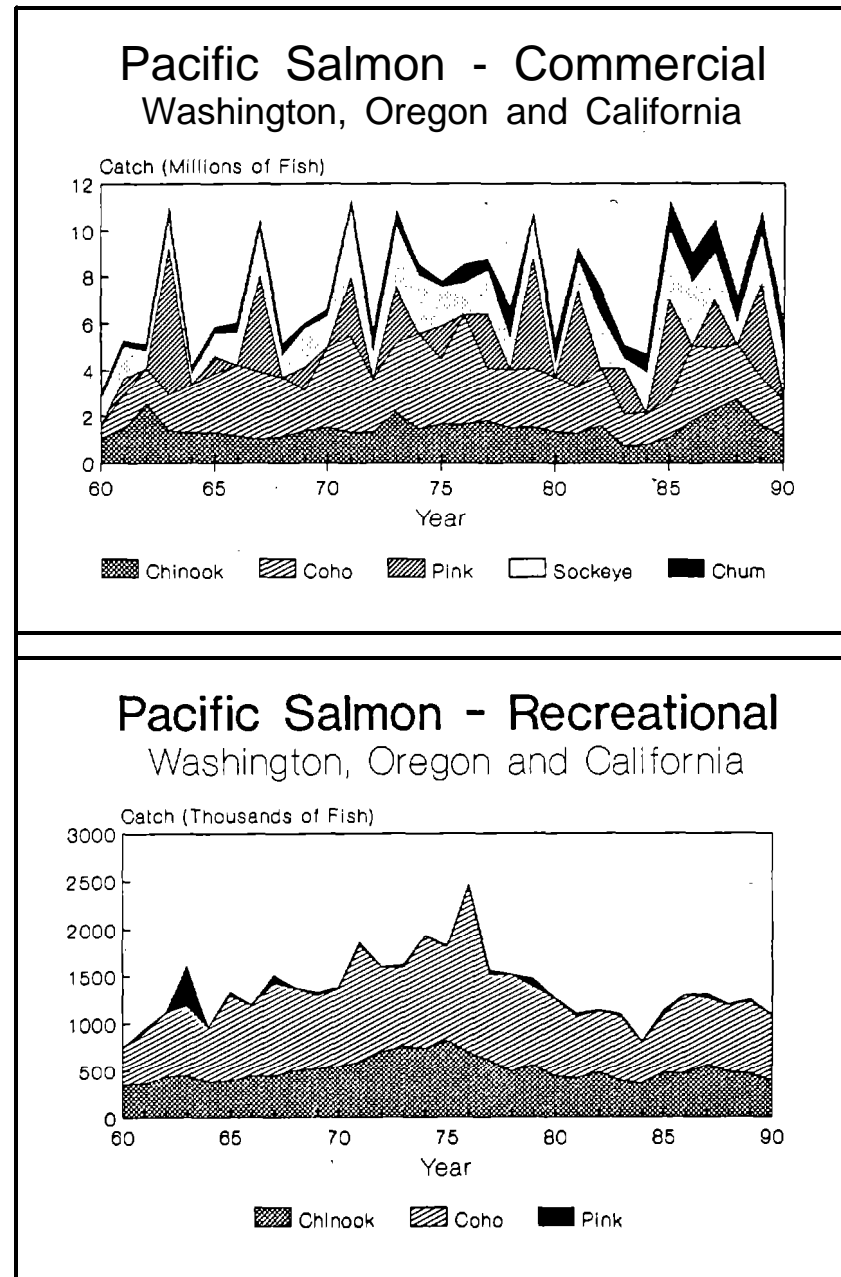 Pacific Salmon - Commercial
Washington, Oregon and California
Catch (Millions of Fish)
12
10
8
6
4
2
0
60 65 70 75 80 85 90
Year
Chinook Coho Pink Sockeye Chum
Pacific Salmon - Recreational
Washington, Oregon and California
Catch (Thousands of Fish)
3000
2500
2000
1500
1000
500
0
60 65 70 75 80 85 90
Year
Chinook Coho Pink